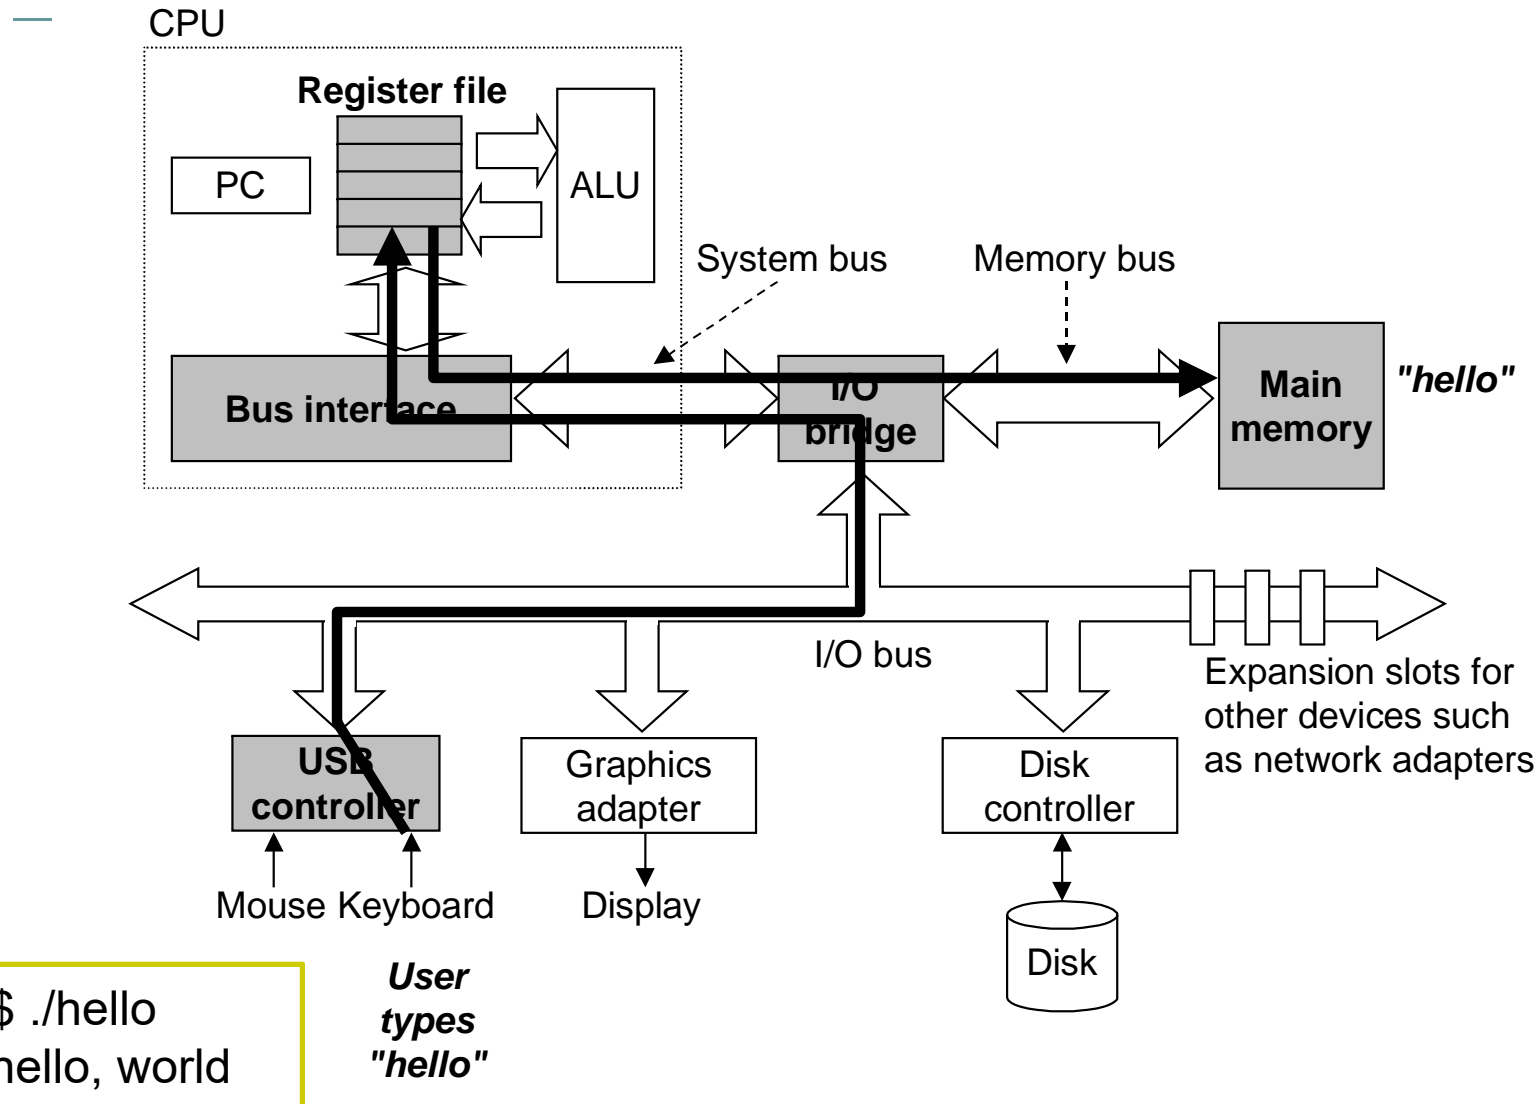 CPU
Register file
PC
ALU
System bus
Memory bus
Bus interface
I/O
bridge
Main
memory
"hello"
I/O bus
Expansion slots for
other devices such
as network adapters
USB
controller
Graphics
adapter
Disk
controller
Mouse
Keyboard
Display
Disk
User
types
"hello"
$ ./hello
hello, world